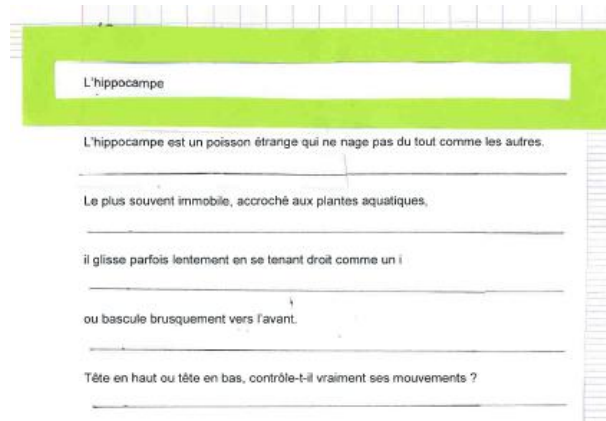 L'hippocampe
L'hippocampe est un poisson étrange qui ne nage pas du tout comme les autres.
Le plus souvent immobile, accroché aux plantes aquatiques,
il glisse parfois lentement en se tenant droit comme un i
ou bascule brusquement vers l'avant.
Tête en haut ou tête en bas, contrôle-t-il vraiment ses mouvements ?